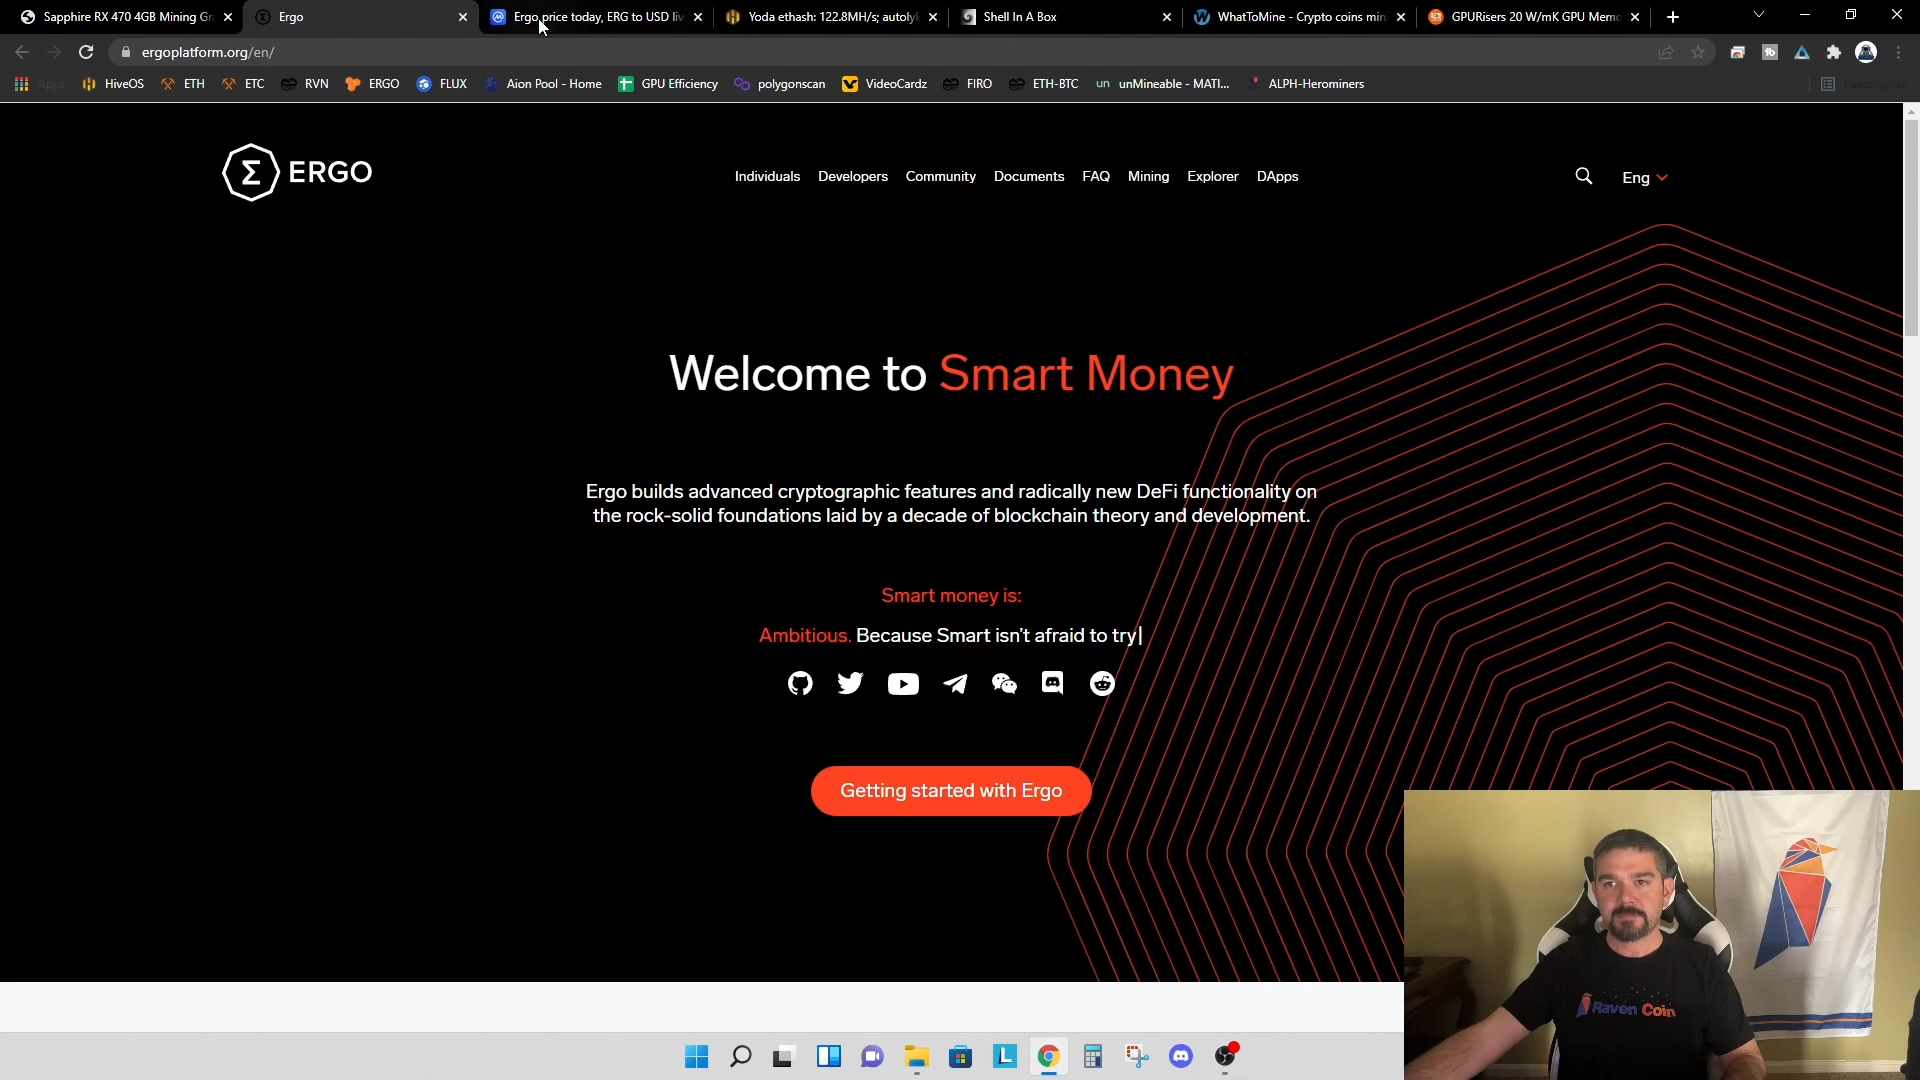 Sapphire RX 470 4GB Mining Gr
Ergo
Ergo price today, ERG to USD liv
Yoda ethash: 122.8MH/s; autolyk
Shell In A Box
WhatToMine - Crypto coins min
GPURisers 20 W/mK GPU Mem
ergoplatform.org/en/
Apps
HiveOS
ETH
ETC
RVN
ERGO
FLUX
Aion Pool - Home
GPU Efficiency
polygonscan
VideoCardz
FIRO
ETH-BTC
unMineable - MATI...
ALPH-Herominers
ERGO
Individuals
Developers
Community
Documents
FAQ
Mining
Explorer
DApps
Eng
Welcome to Smart Money
Ergo builds advanced cryptographic features and radically new DeFi functionality on
the rock-solid foundations laid by a decade of blockchain theory and development.
Smart money is:
Ambitious. Because Smart isn't afraid to try
Getting started with Ergo
Raven Coin